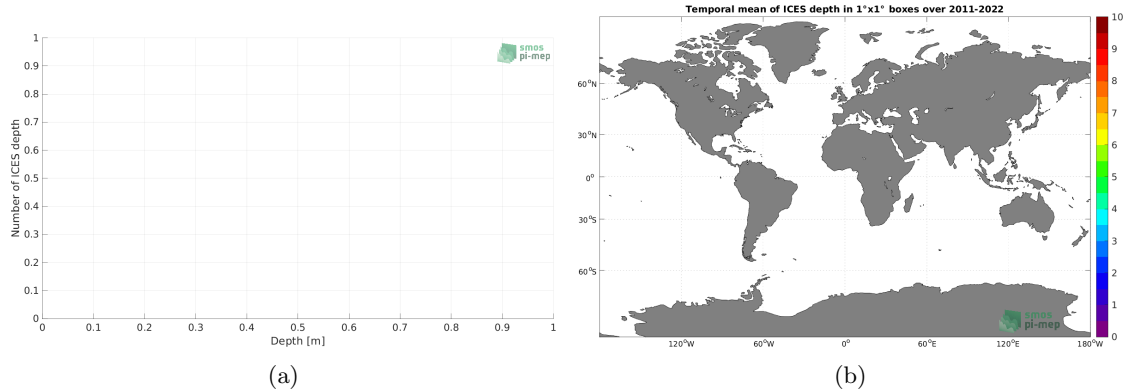 1
0.9
0.8
0.7
0.6
0.5
0.4
0.3
0.2
0.1
0
Number of ICES depth
0 0.1 0.2 0.3 0.4 0.5 0.6 0.7 0.8 0.9 1
Depth [m]
smos
pi-mep
(a)
Temporal mean of ICES depth in 1°x1° boxes over 2011-2022
60°N
30°N
0°
30°S
60°S
120°W 60°W 0° 60°E 120°E 180°W
smos
pi-mep
10
9
8
7
6
5
4
3
2
1
0
(b)